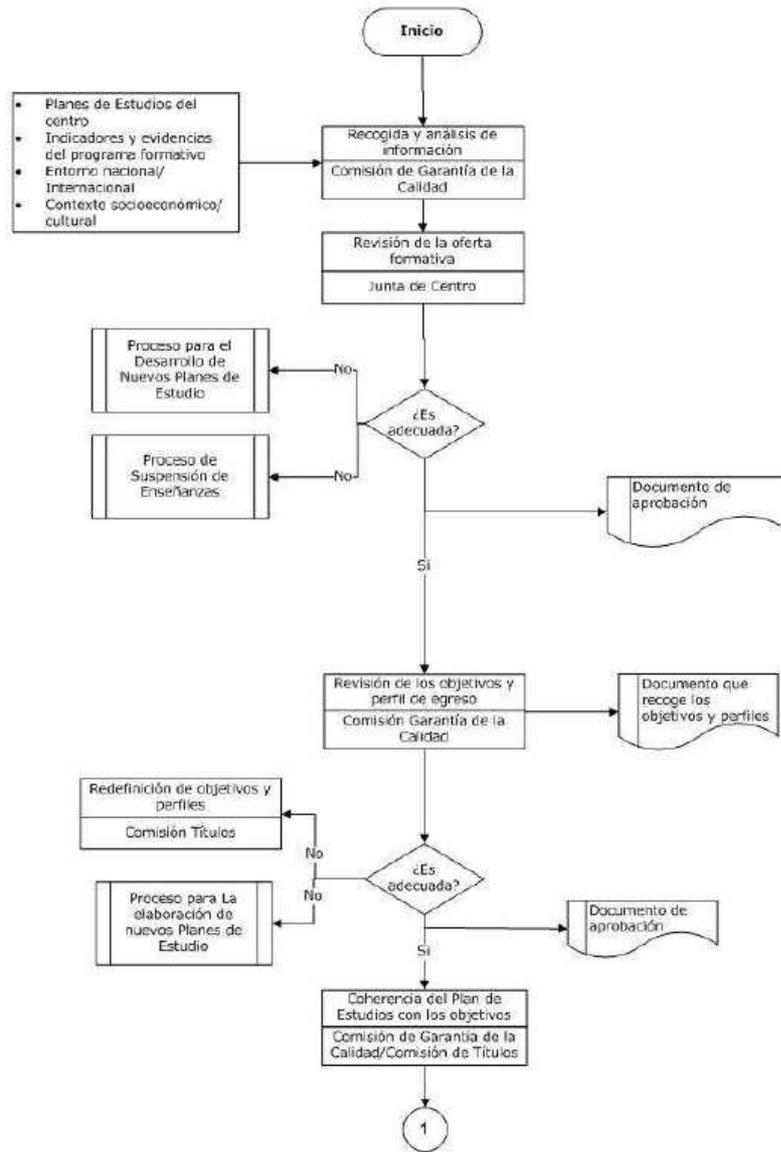 Inicio
• Planes de Estudios del
centro
• Indicadores y evidencias
del programa formativo
• Entorno nacional/
Internacional
• Contexto socioeconómico/
cultural
Recogida y análisis de
información
Comisión de Garantía de la
Calidad
Revisión de la oferta
formativa
Junta de Centro
Proceso para el
Desarrollo de
Nuevos Planes de
Estudio
No
¿Es
adecuada?
Proceso de
Suspensión de
Enseñanzas
No
Documento de
aprobación
Si
Revisión de los objetivos y
perfil de egreso
Comisión Garantía de la
Calidad
Documento que
recoge los
objetivos y perfiles
Redefinición de objetivos y
perfiles
Comisión Títulos
No
¿Es
adecuada?
No
Proceso para La
elaboración de
nuevos Planes de
Estudio
Documento de
aprobación
Si
Coherencia del Plan de
Estudios con los objetivos
Comisión de Garantía de la
Calidad/Comisión de Títulos
1